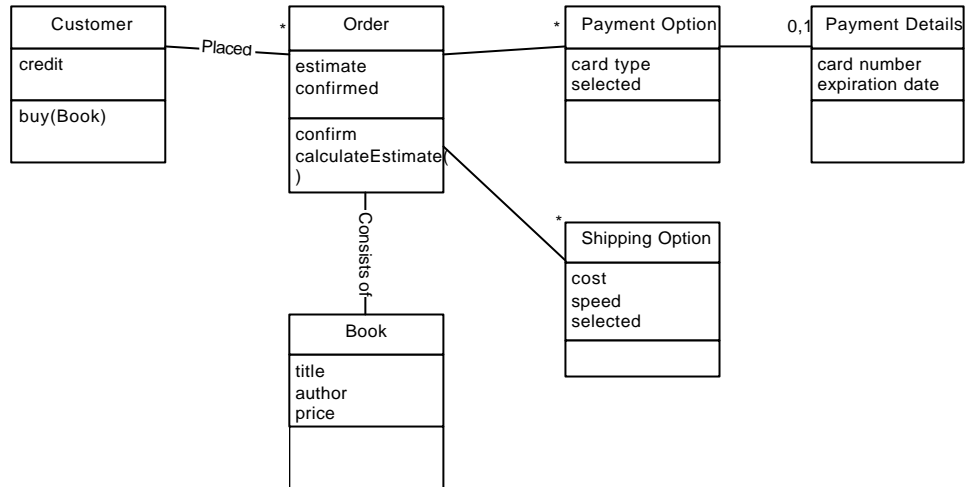 Customer
credit
buy(Book)
Placed
*
Order
estimate
confirmed
confirm
calculateEstimate(
)
*
Payment Option
card type
selected
0,1
Payment Details
card number
expiration date
*
Shipping Option
cost
speed
selected
Consists of
Book
title
author
price